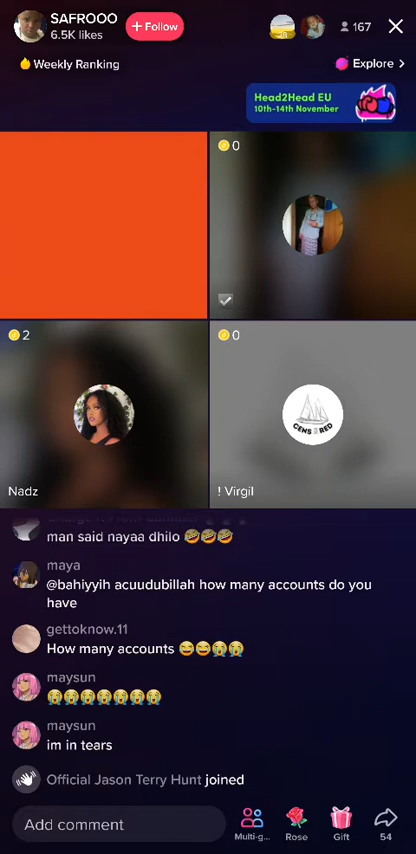 SAFROOO
6.5K likes
+ Follow
167
Weekly Ranking
Explore >
Head2Head EU
10th-14th November
0
2
0
CENS RED
Nadz
! Virgil
man said nayaa dhilo 🤣🤣🤣
maya
@bahiyyih acuudubillah how many accounts do you
have
gettoknow.11
How many accounts 😂😂😭😭
maysun
😭😭😭😭😭😭😭
maysun
im in tears
Official Jason Terry Hunt joined
Add comment
Multi-g...
Rose
Gift
54